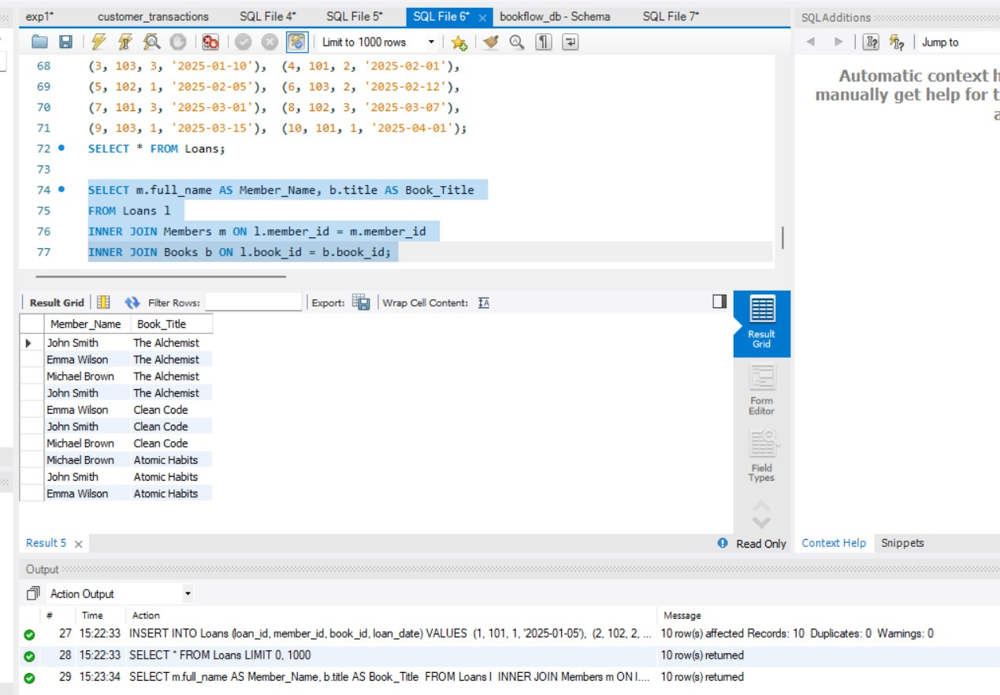 exp1*
customer_transactions
SQL File 4*
SQL File 5*
SQL File 6*
bookflow_db - Schema
SQL File 7*
SQLAdditions
Limit to 1000 rows
Jump to
68 (3, 103, 3, '2025-01-10'), (4, 101, 2, '2025-02-01'),
69 (5, 102, 1, '2025-02-05'), (6, 103, 2, '2025-02-12'),
70 (7, 101, 3, '2025-03-01'), (8, 102, 3, '2025-03-07'),
71 (9, 103, 1, '2025-03-15'), (10, 101, 1, '2025-04-01');
72 SELECT * FROM Loans;
73
74 SELECT m.full_name AS Member_Name, b.title AS Book_Title
75 FROM Loans l
76 INNER JOIN Members m ON l.member_id = m.member_id
77 INNER JOIN Books b ON l.book_id = b.book_id;
Automatic context h
manually get help for t
a
Result Grid
Filter Rows:
Export:
Wrap Cell Content:
Member_Name Book_Title
John Smith The Alchemist
Emma Wilson The Alchemist
Michael Brown The Alchemist
John Smith The Alchemist
Emma Wilson Clean Code
John Smith Clean Code
Michael Brown Clean Code
Michael Brown Atomic Habits
John Smith Atomic Habits
Emma Wilson Atomic Habits
Result
Grid
Form
Editor
Field
Types
Result 5
Read Only
Context Help
Snippets
Output
Action Output
# Time Action Message
27 15:22:33 INSERT INTO Loans (loan_id, member_id, book_id, loan_date) VALUES (1, 101, 1, '2025-01-05'), (2, 102, 2, ... 10 row(s) affected Records: 10 Duplicates: 0 Warnings: 0
28 15:22:33 SELECT * FROM Loans LIMIT 0, 1000 10 row(s) returned
29 15:23:34 SELECT m.full_name AS Member_Name, b.title AS Book_Title FROM Loans l INNER JOIN Members m ON l.... 10 row(s) returned